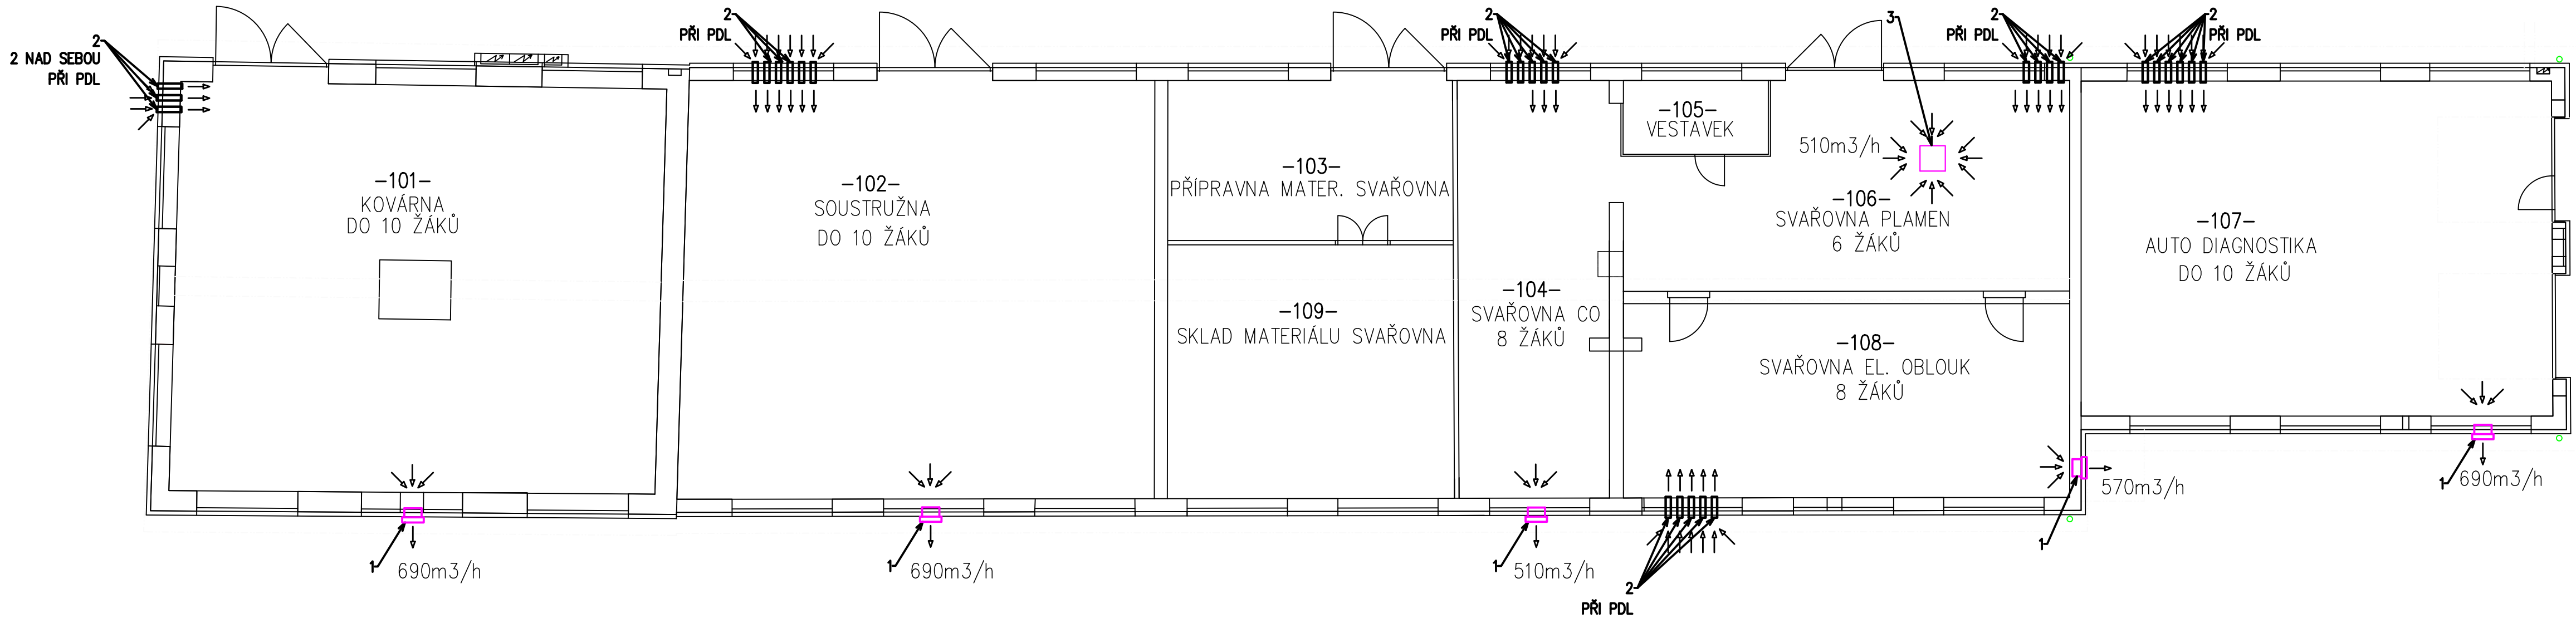 2
2 NAD SEBOU
PŘI PDL
2
PŘI PDL
2
PŘI PDL
3
2
PŘI PDL
2
PŘI PDL
-101-
KOVÁRNA
DO 10 ŽÁKŮ
-102-
SOUSTRUŽNA
DO 10 ŽÁKŮ
-103-
PŘÍPRAVNA MATER. SVAŘOVNA
-109-
SKLAD MATERIÁLU SVAŘOVNA
-104-
SVAŘOVNA CO
8 ŽÁKŮ
-105-
VESTAVEK
510m3/h
-106-
SVAŘOVNA PLAMEN
6 ŽÁKŮ
-108-
SVAŘOVNA EL. OBLOUK
8 ŽÁKŮ
-107-
AUTO DIAGNOSTIKA
DO 10 ŽÁKŮ
1
690m3/h
1
690m3/h
1
510m3/h
2
PŘI PDL
1
570m3/h
1
690m3/h